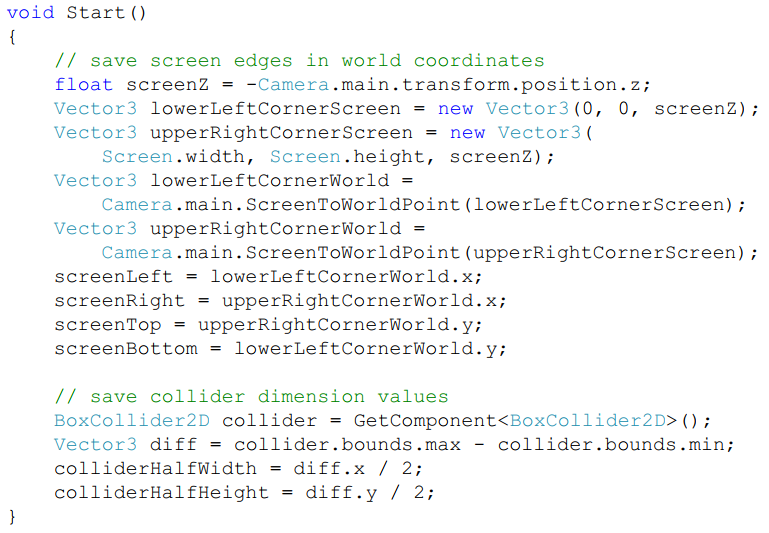 void Start()
{
    // save screen edges in world coordinates
    float screenZ = -Camera.main.transform.position.z;
    Vector3 lowerLeftCornerScreen = new Vector3(0, 0, screenZ);
    Vector3 upperRightCornerScreen = new Vector3(
        Screen.width, Screen.height, screenZ);
    Vector3 lowerLeftCornerWorld =
        Camera.main.ScreenToWorldPoint(lowerLeftCornerScreen);
    Vector3 upperRightCornerWorld =
        Camera.main.ScreenToWorldPoint(upperRightCornerScreen);
    screenLeft = lowerLeftCornerWorld.x;
    screenRight = upperRightCornerWorld.x;
    screenTop = upperRightCornerWorld.y;
    screenBottom = lowerLeftCornerWorld.y;

    // save collider dimension values
    BoxCollider2D collider = GetComponent<BoxCollider2D>();
    Vector3 diff = collider.bounds.max - collider.bounds.min;
    colliderHalfWidth = diff.x / 2;
    colliderHalfHeight = diff.y / 2;
}